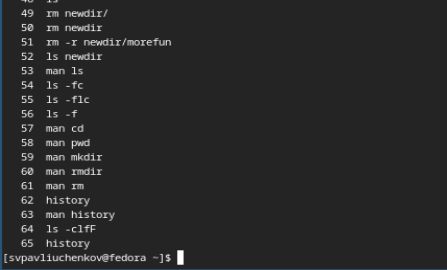 48 ls
49 rm newdir/
50 rm newdir
51 rm -r newdir/morefun
52 ls newdir
53 man ls
54 ls -fc
55 ls -flc
56 ls -f
57 man cd
58 man pwd
59 man mkdir
60 man rmdir
61 man rm
62 history
63 man history
64 ls -clfF
65 history
[svpavliuchenkov@fedora ~]$